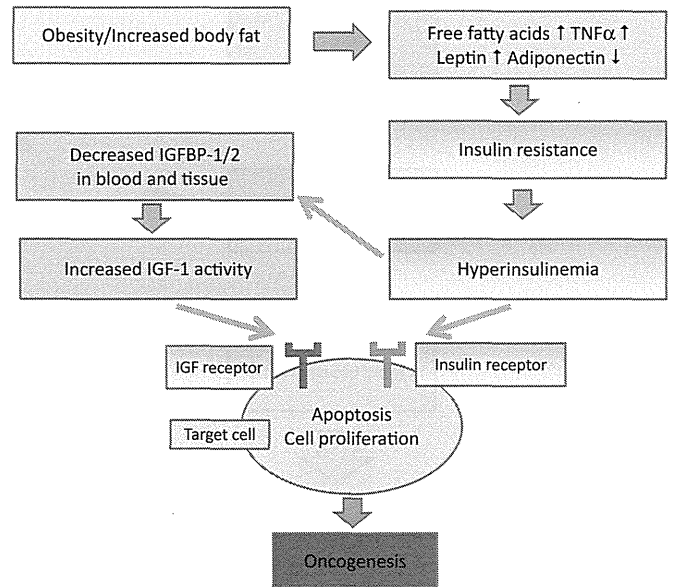 Obesity/Increased body fat
Free fatty acids ↑ TNFα ↑
Leptin ↑ Adiponectin ↓
Insulin resistance
Decreased IGFBP-1/2
in blood and tissue
Increased IGF-1 activity
Hyperinsulinemia
IGF receptor
Insulin receptor
Apoptosis
Cell proliferation
Target cell
Oncogenesis